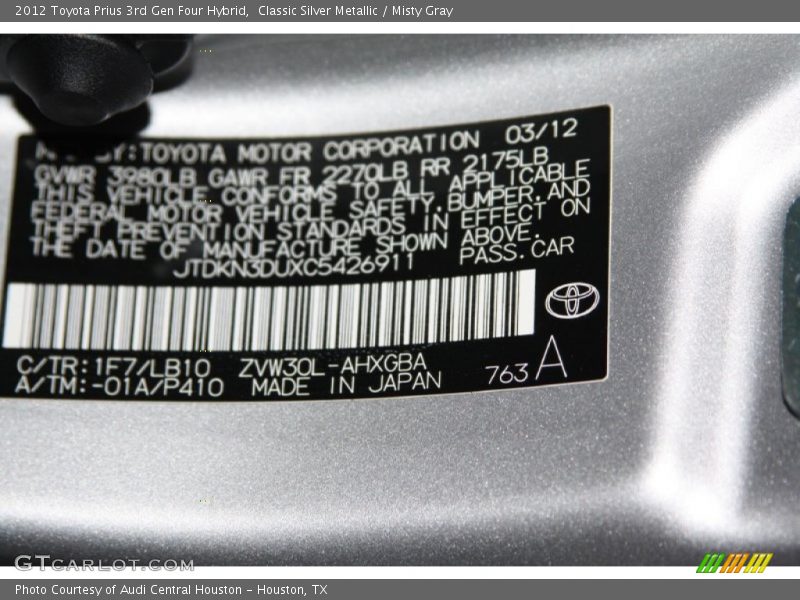 2012 Toyota Prius 3rd Gen Four Hybrid,  Classic Silver Metallic / Misty Gray
BY:TOYOTA MOTOR CORPORATION 03/12
GVWR 3980LB GAWR FR 2270LB RR 2175LB
THIS VEHICLE CONFORMS TO ALL APPLICABLE
FEDERAL MOTOR VEHICLE SAFETY,BUMPER,AND
THEFT PREVENTION STANDARDS IN EFFECT ON
THE DATE OF MANUFACTURE SHOWN ABOVE.
JTDKN3DUXC5426911 PASS.CAR
C/TR:1F7/LB10 ZVW30L-AHXGBA
A/TM:-01A/P410 MADE IN JAPAN 763 A
GTCARLOT.COM
Photo Courtesy of Audi Central Houston - Houston, TX